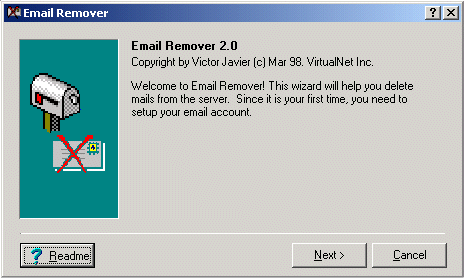 Email Remover
Email Remover 2.0
Copyright by Victor Javier (c) Mar 98. VirtualNet Inc.
Welcome to Email Remover! This wizard will help you delete
mails from the server.  Since it is your first time, you need to
setup your email account.
? Readme
Next >
Cancel